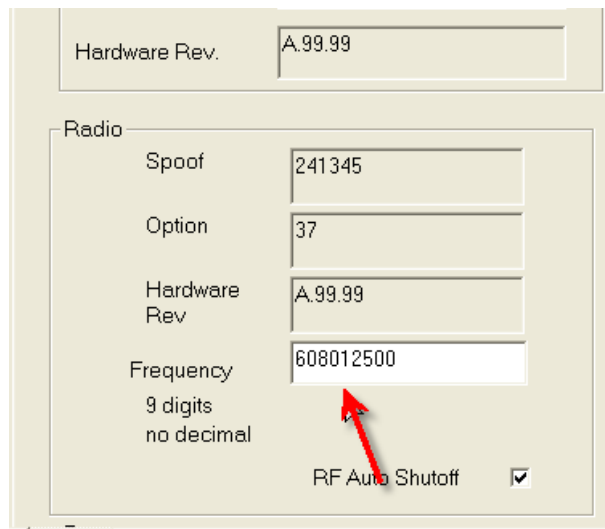 Hardware Rev. A.99.99
Radio
Spoof 241345
Option 37
Hardware A.99.99
Rev
Frequency 608012500
9 digits
no decimal
RF Auto Shutoff